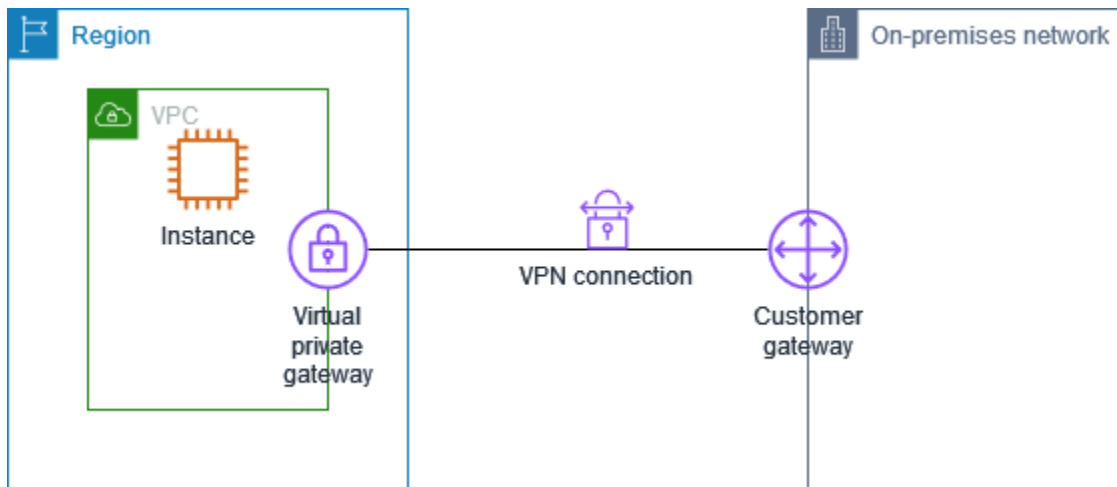 Region
On-premises network
VPC
Instance
VPN connection
Virtual
private
gateway
Customer
gateway